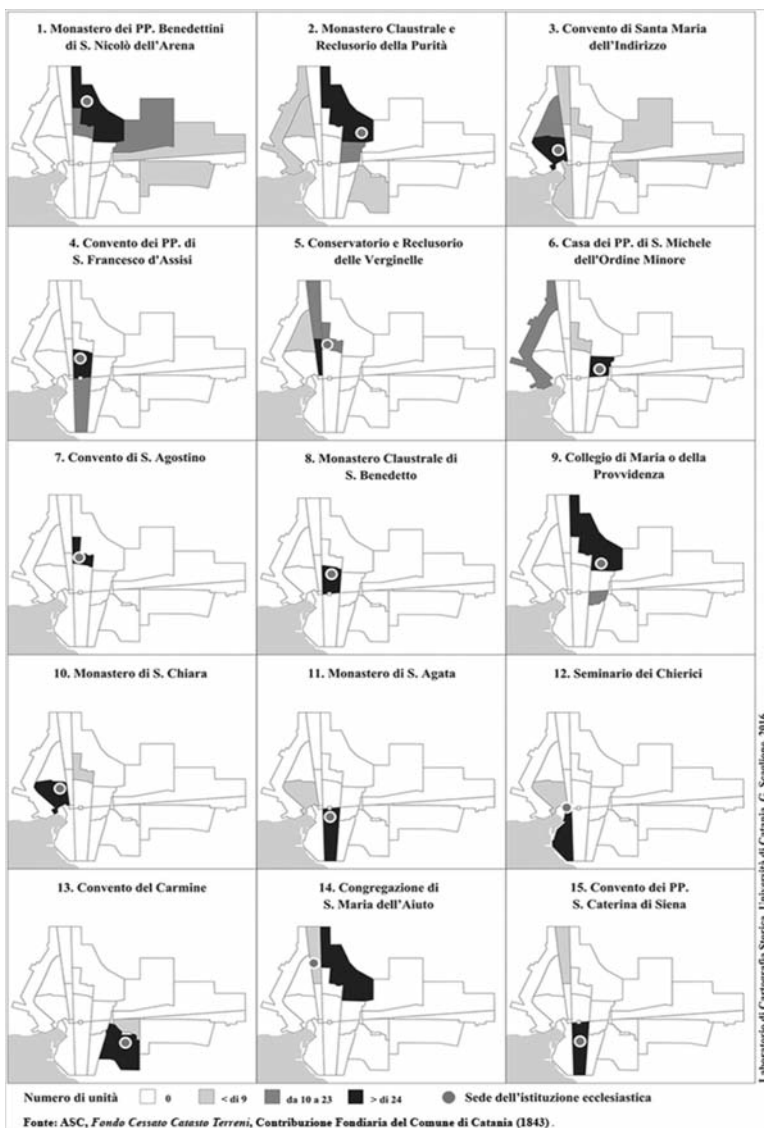 1. Monastero dei PP. Benedettini
di S. Nicolò dell'Arena
2. Monastero Claustrale e
Reclusorio della Purità
3. Convento di Santa Maria
dell'Indirizzo
4. Convento dei PP. di
S. Francesco d'Assisi
5. Conservatorio e Reclusorio
delle Verginelle
6. Casa dei PP. di S. Michele
dell'Ordine Minore
7. Convento di S. Agostino
8. Monastero Claustrale di
S. Benedetto
9. Collegio di Maria o della
Provvidenza
10. Monastero di S. Chiara
11. Monastero di S. Agata
12. Seminario dei Chierici
13. Convento del Carmine
14. Congregazione di
S. Maria dell'Aiuto
15. Convento dei PP.
S. Caterina di Siena
Laboratorio di Cartografia Storica, Università di Catania, G. Scaglione, 2016
Numero di unità 0 < di 9 da 10 a 23 > di 24 Sede dell'istituzione ecclesiastica
Fonte: ASC, Fondo Cessato Catasto Terreni, Contribuzione Fondiaria del Comune di Catania (1843) .